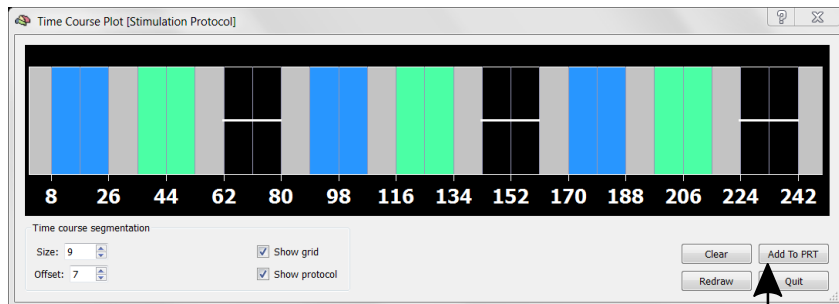 Time Course Plot [Stimulation Protocol]
8 26 44 62 80 98 116 134 152 170 188 206 224 242
Time course segmentation
Size: 9 Show grid Clear Add To PRT
Offset: 7 Show protocol Redraw Quit